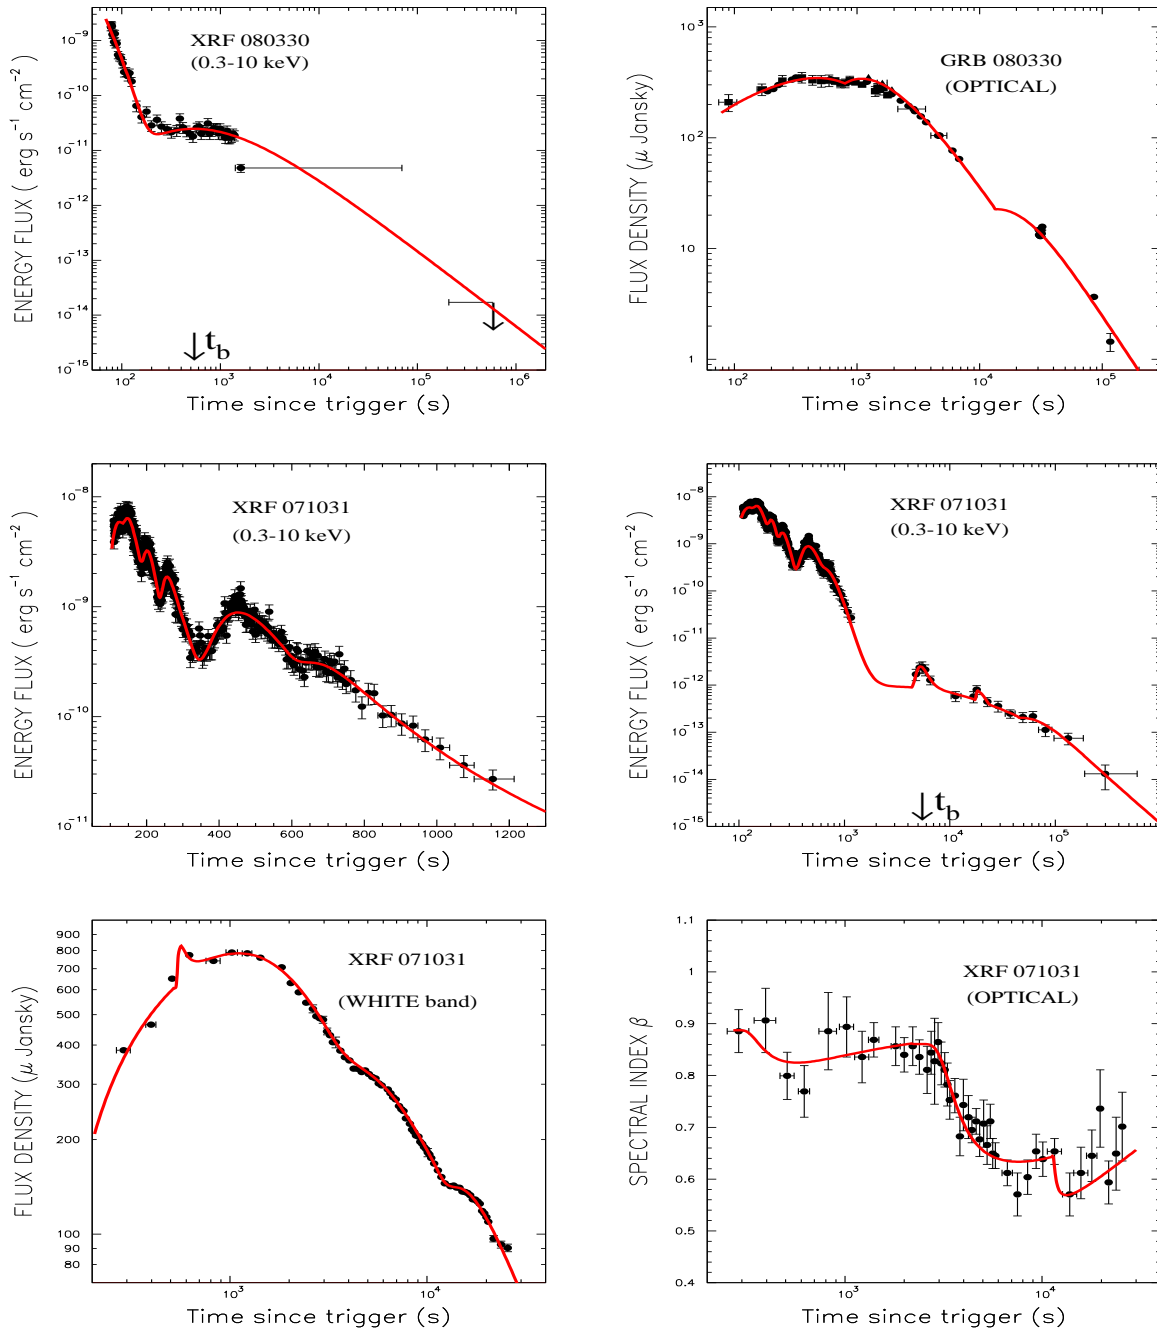 XRF 080330
(0.3-10 keV)
10⁻⁹
10⁻¹⁰
10⁻¹¹
10⁻¹²
10⁻¹³
10⁻¹⁴
10⁻¹⁵
ENERGY FLUX ( erg s⁻¹ cm⁻²)
t_b
10² 10³ 10⁴ 10⁵ 10⁶
Time since trigger (s)
GRB 080330
(OPTICAL)
10³
10²
10
1
FLUX DENSITY (μ Jansky)
10² 10³ 10⁴ 10⁵
Time since trigger (s)
XRF 071031
(0.3-10 keV)
10⁻⁸
10⁻⁹
10⁻¹⁰
10⁻¹¹
ENERGY FLUX ( erg s⁻¹ cm⁻²)
200 400 600 800 1000 1200
Time since trigger (s)
XRF 071031
(0.3-10 keV)
10⁻⁸
10⁻⁹
10⁻¹⁰
10⁻¹¹
10⁻¹²
10⁻¹³
10⁻¹⁴
10⁻¹⁵
ENERGY FLUX ( erg s⁻¹ cm⁻²)
t_b
10² 10³ 10⁴ 10⁵
Time since trigger (s)
XRF 071031
(WHITE band)
900
800
700
600
500
400
300
200
100
90
80
FLUX DENSITY (μ Jansky)
10³ 10⁴
Time since trigger (s)
XRF 071031
(OPTICAL)
1.1
1
0.9
0.8
0.7
0.6
0.5
0.4
SPECTRAL INDEX β
10³ 10⁴
Time since trigger (s)